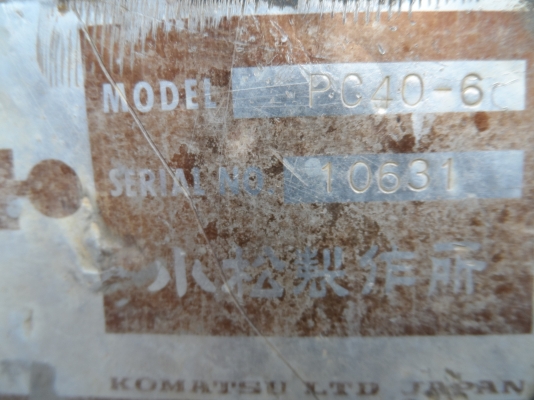 MODEL PC40-6
SERIAL NO. 10631
小松製作所
KOMATSU LTD JAPAN